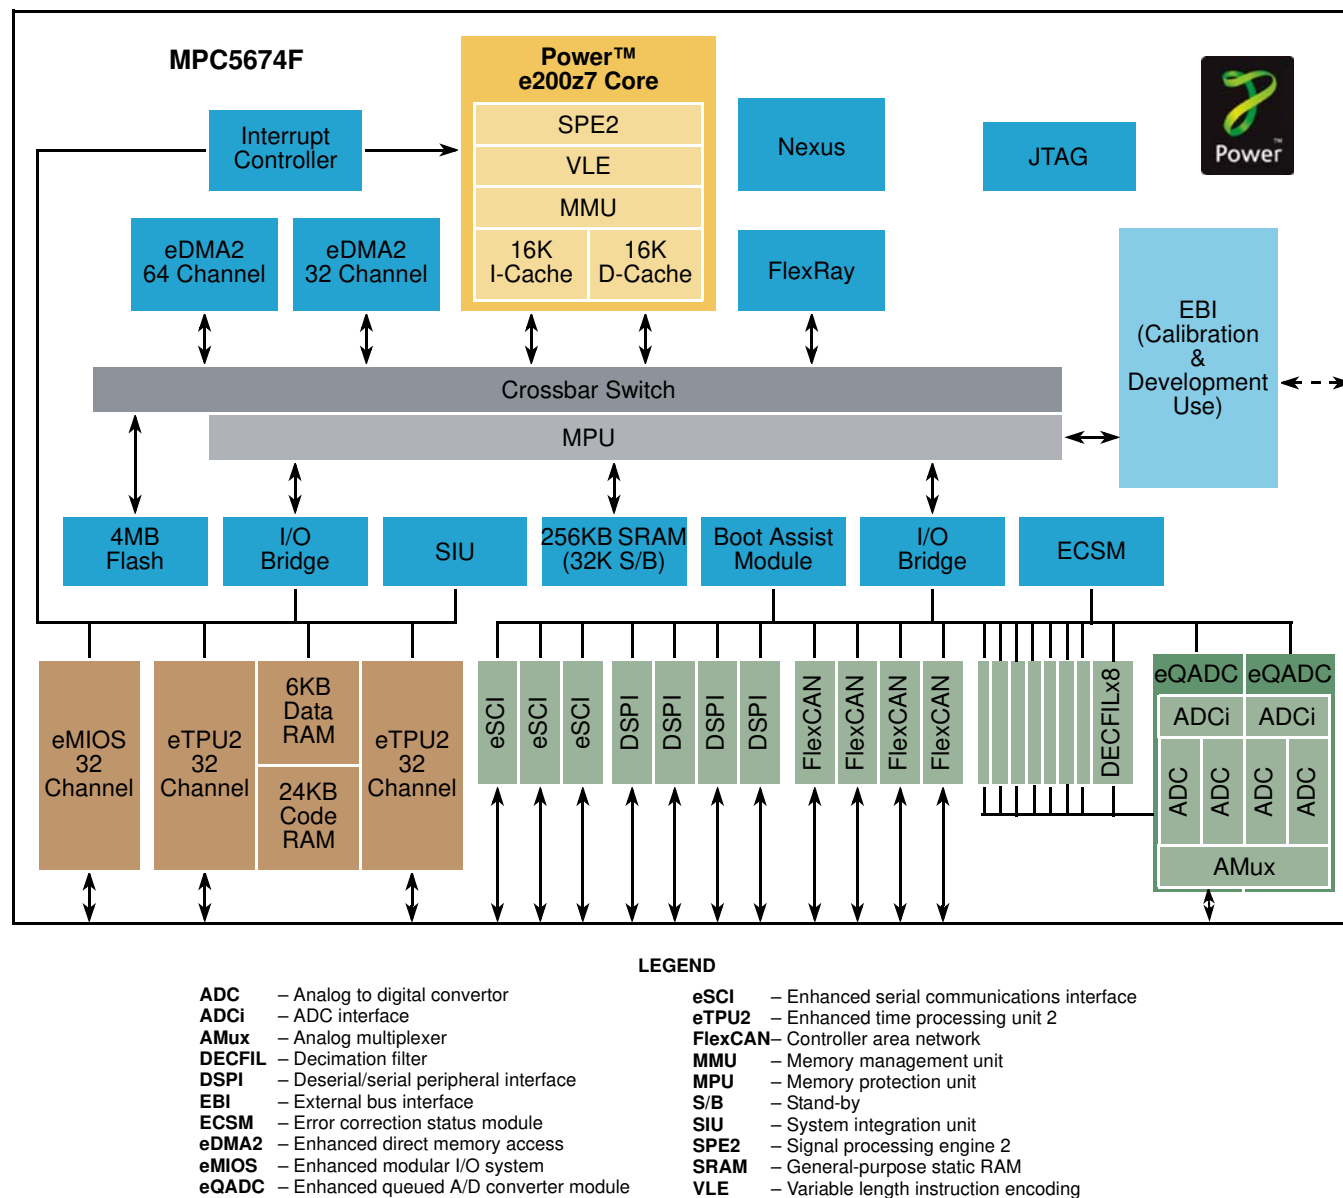 MPC5674F
Power™
e200z7 Core
SPE2
VLE
MMU
16K
I-Cache
16K
D-Cache
Interrupt
Controller
Nexus
JTAG
Power™
eDMA2
64 Channel
eDMA2
32 Channel
FlexRay
EBI
(Calibration
&
Development
Use)
Crossbar Switch
MPU
4MB
Flash
I/O
Bridge
SIU
256KB SRAM
(32K S/B)
Boot Assist
Module
I/O
Bridge
ECSM
eMIOS
32
Channel
eTPU2
32
Channel
6KB
Data
RAM
24KB
Code
RAM
eTPU2
32
Channel
eSCI
eSCI
eSCI
DSPI
DSPI
DSPI
DSPI
FlexCAN
FlexCAN
FlexCAN
FlexCAN
DECFILx8
eQADC
eQADC
ADCi
ADCi
ADC
ADC
ADC
ADC
AMux
LEGEND
ADC – Analog to digital convertor
ADCi – ADC interface
AMux – Analog multiplexer
DECFIL – Decimation filter
DSPI – Deserial/serial peripheral interface
EBI – External bus interface
ECSM – Error correction status module
eDMA2 – Enhanced direct memory access
eMIOS – Enhanced modular I/O system
eQADC – Enhanced queued A/D converter module
eSCI – Enhanced serial communications interface
eTPU2 – Enhanced time processing unit 2
FlexCAN – Controller area network
MMU – Memory management unit
MPU – Memory protection unit
S/B – Stand-by
SIU – System integration unit
SPE2 – Signal processing engine 2
SRAM – General-purpose static RAM
VLE – Variable length instruction encoding